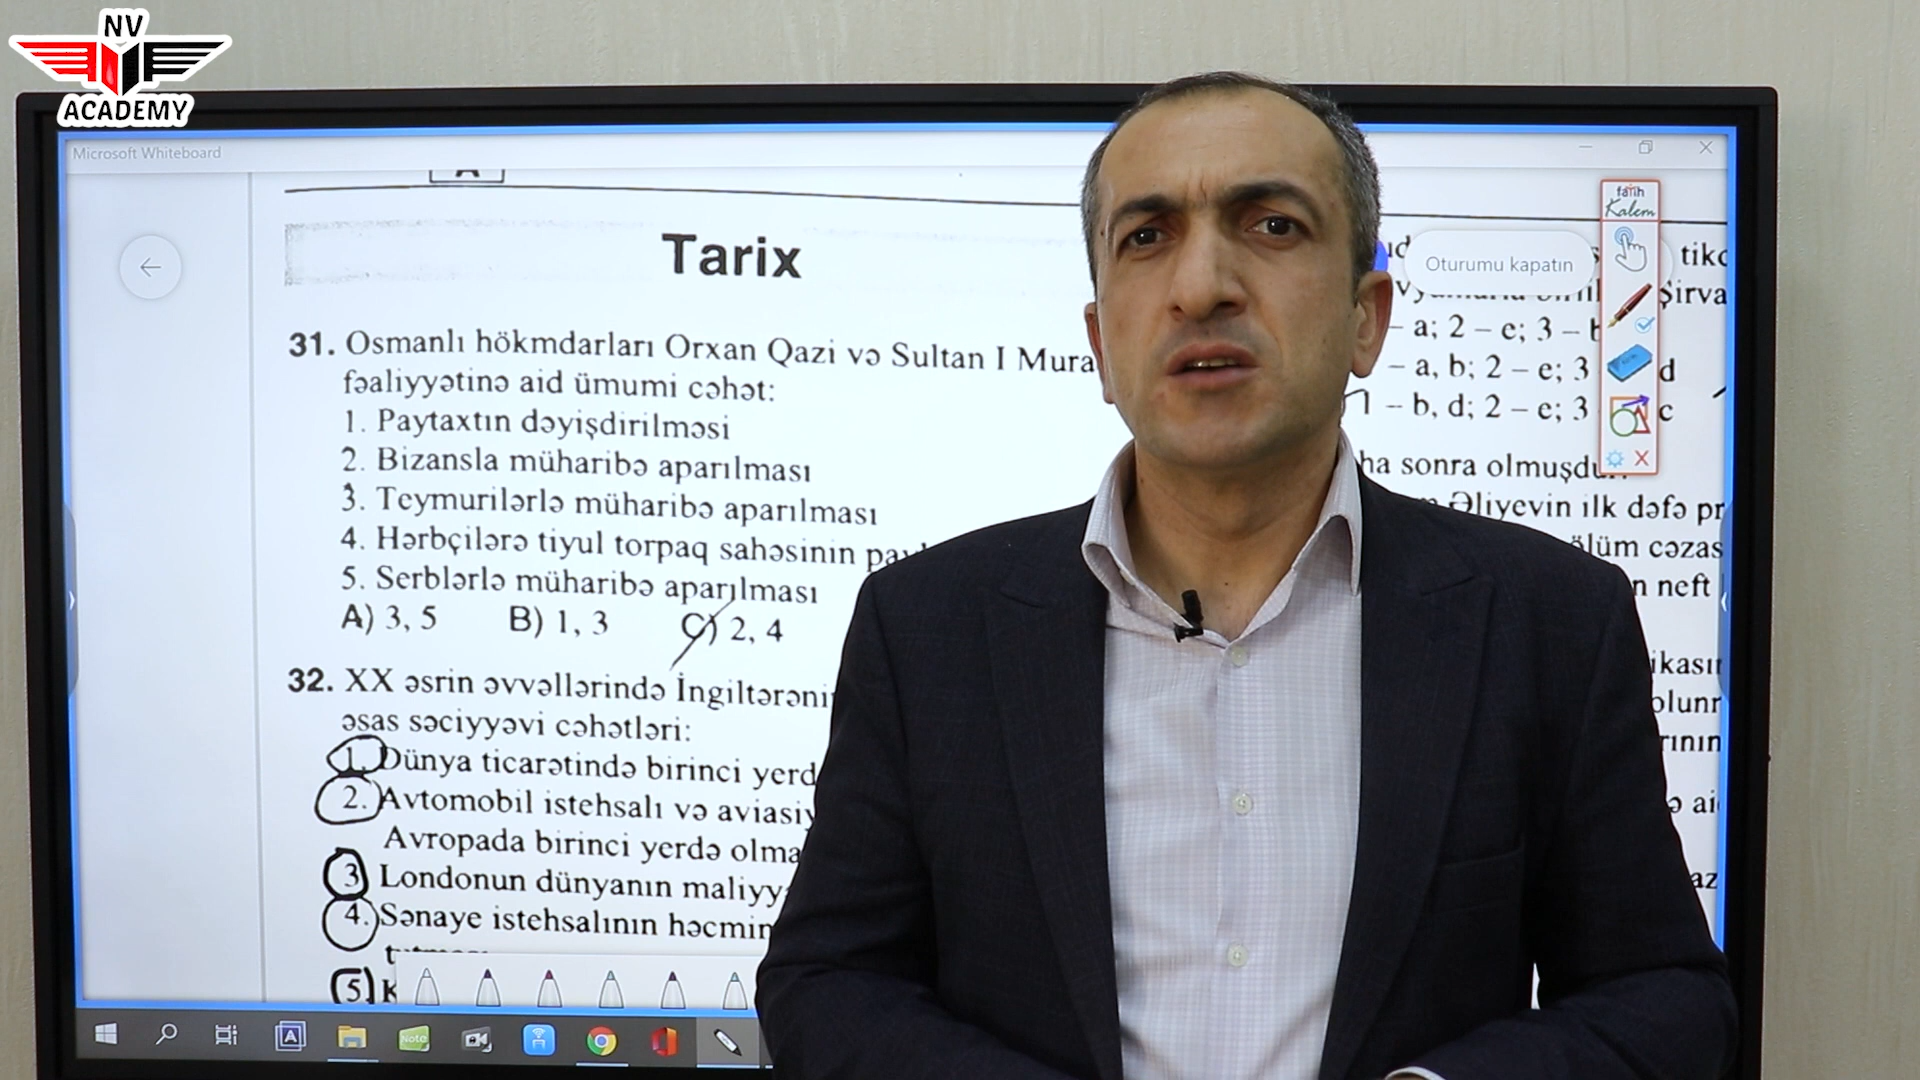 NV
ACADEMY
Microsoft Whiteboard
Tarix
31. Osmanlı hökmdarları Orxan Qazi və Sultan I Mura
fəaliyyətinə aid ümumi cəhət:
1. Paytaxtın dəyişdirilməsi
2. Bizansla müharibə aparılması
3. Teymurilərlə müharibə aparılması
4. Hərbçilərə tiyul torpaq sahəsinin
5. Serblərlə müharibə aparılması
A) 3, 5 B) 1, 3 C) 2, 4
32. XX əsrin əvvəllərində İngiltərəni
əsas səciyyəvi cəhətləri:
1. Dünya ticarətində birinci yerd
2. Avtomobil istehsalı və aviasiy
Avropada birinci yerdə olma
3 Londonun dünyanın maliyy
4. Sənaye istehsalının həcmin
5 K
fatih
Kalem
Oturumu kapatın
tikd
Şirva
– a; 2 – e; 3 –
– a, b; 2 – e; 3 d
1 – b, d; 2 – e; 3 c
ha sonra olmuşdu
Əliyevin ilk dəfə pr
ölüm cəzas
n neft
ikasın
olunr
rının
ə ai
az
Note